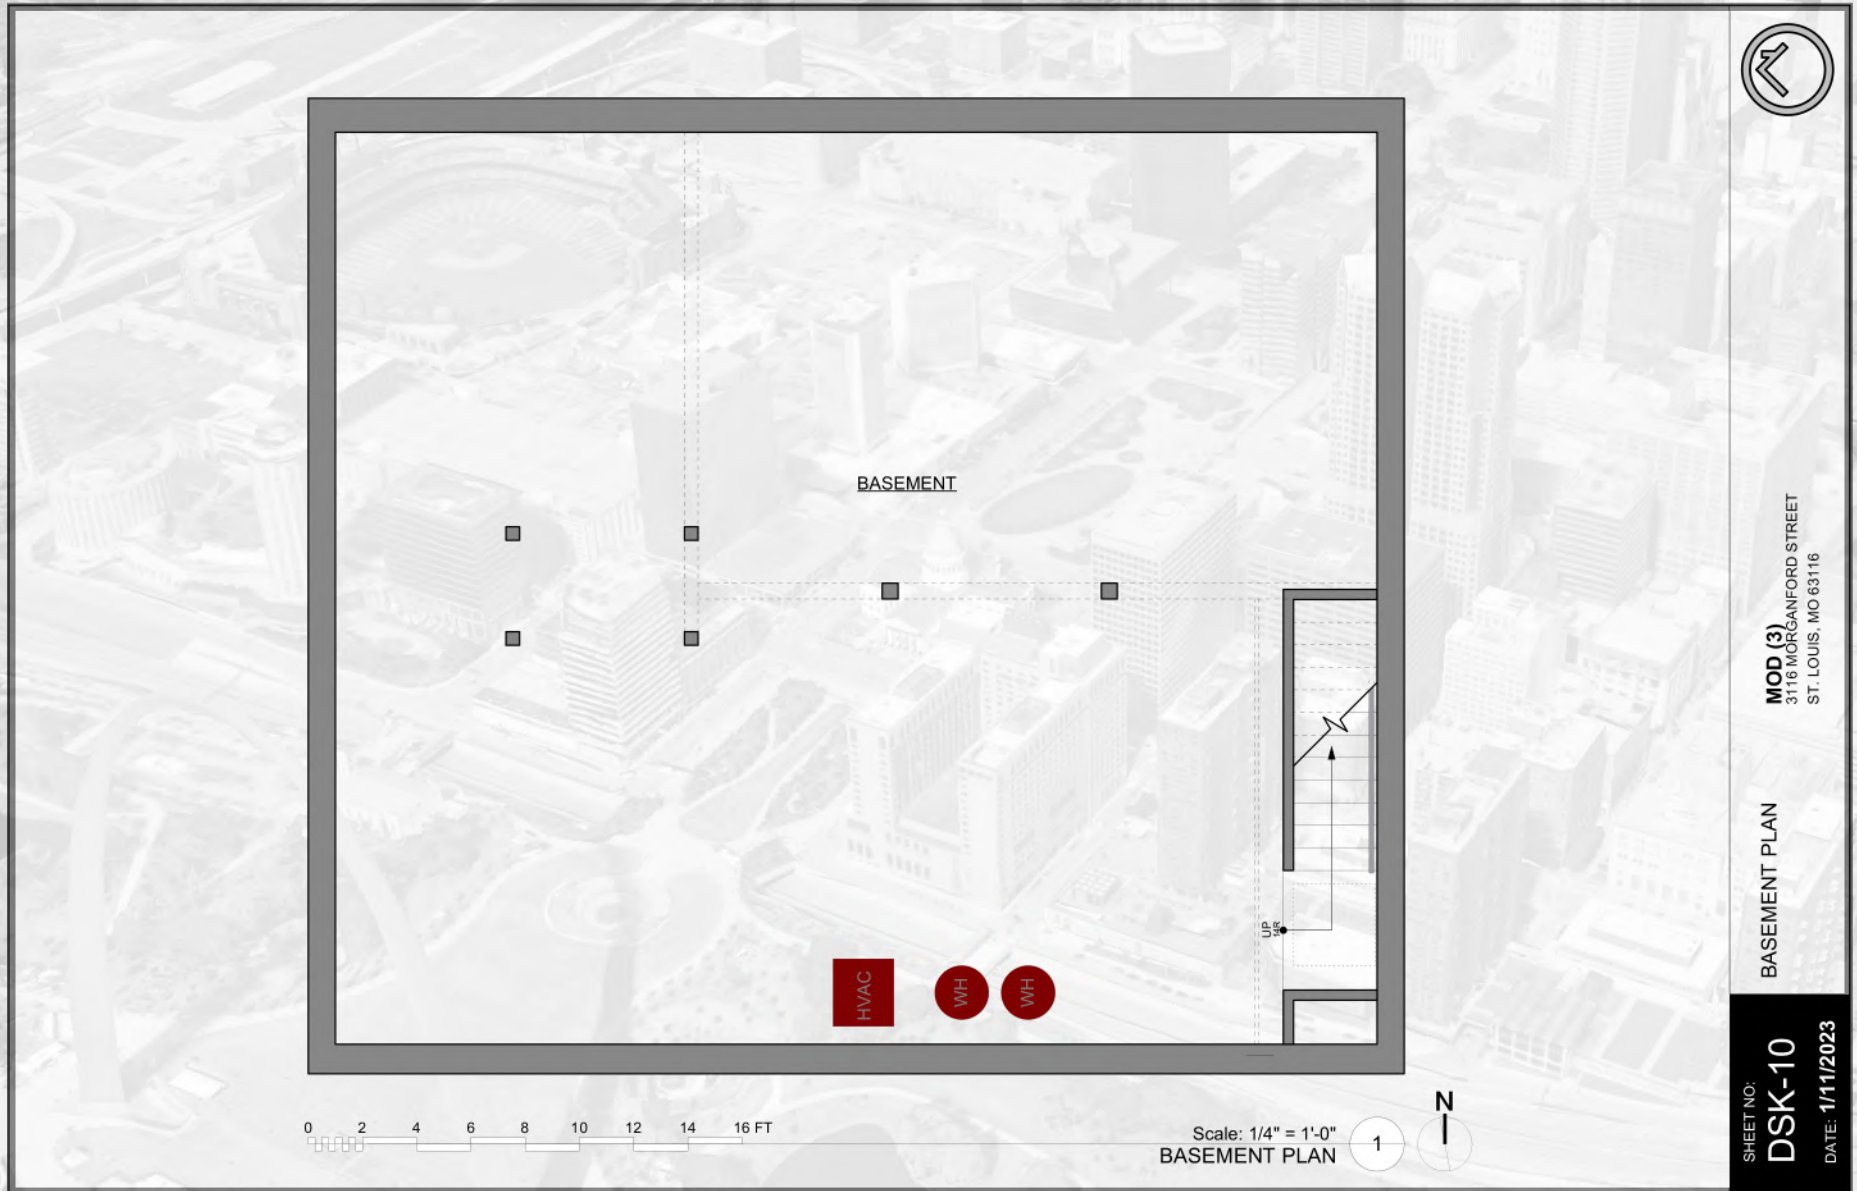 BASEMENT
UP
14R
HVAC
WH
WH
0 2 4 6 8 10 12 14 16 FT
Scale: 1/4" = 1'-0"
BASEMENT PLAN
1
N
MOD (3)
3116 MORGANFORD STREET
ST. LOUIS, MO 63116
BASEMENT PLAN
SHEET NO:
DSK-10
DATE: 1/11/2023